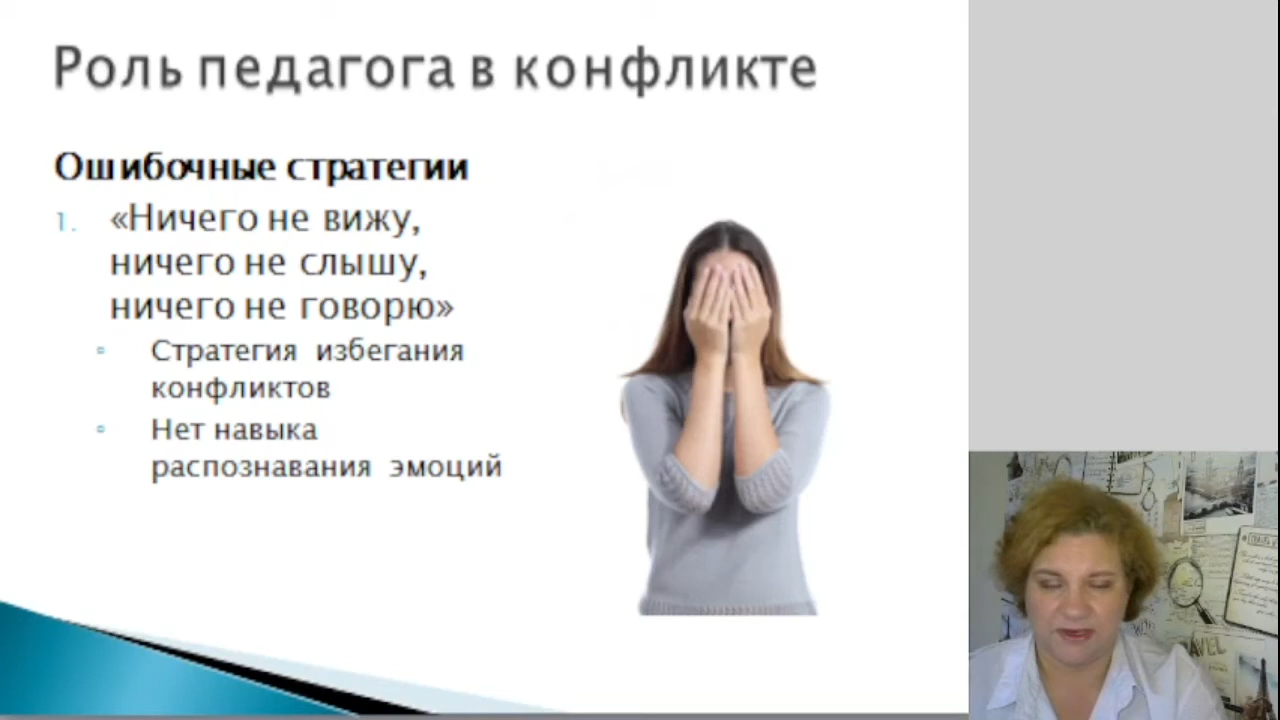 Роль педагога в конфликте
Ошибочные стратегии
1. «Ничего не вижу,
ничего не слышу,
ничего не говорю»
Стратегия избегания
конфликтов
Нет навыка
распознавания эмоций